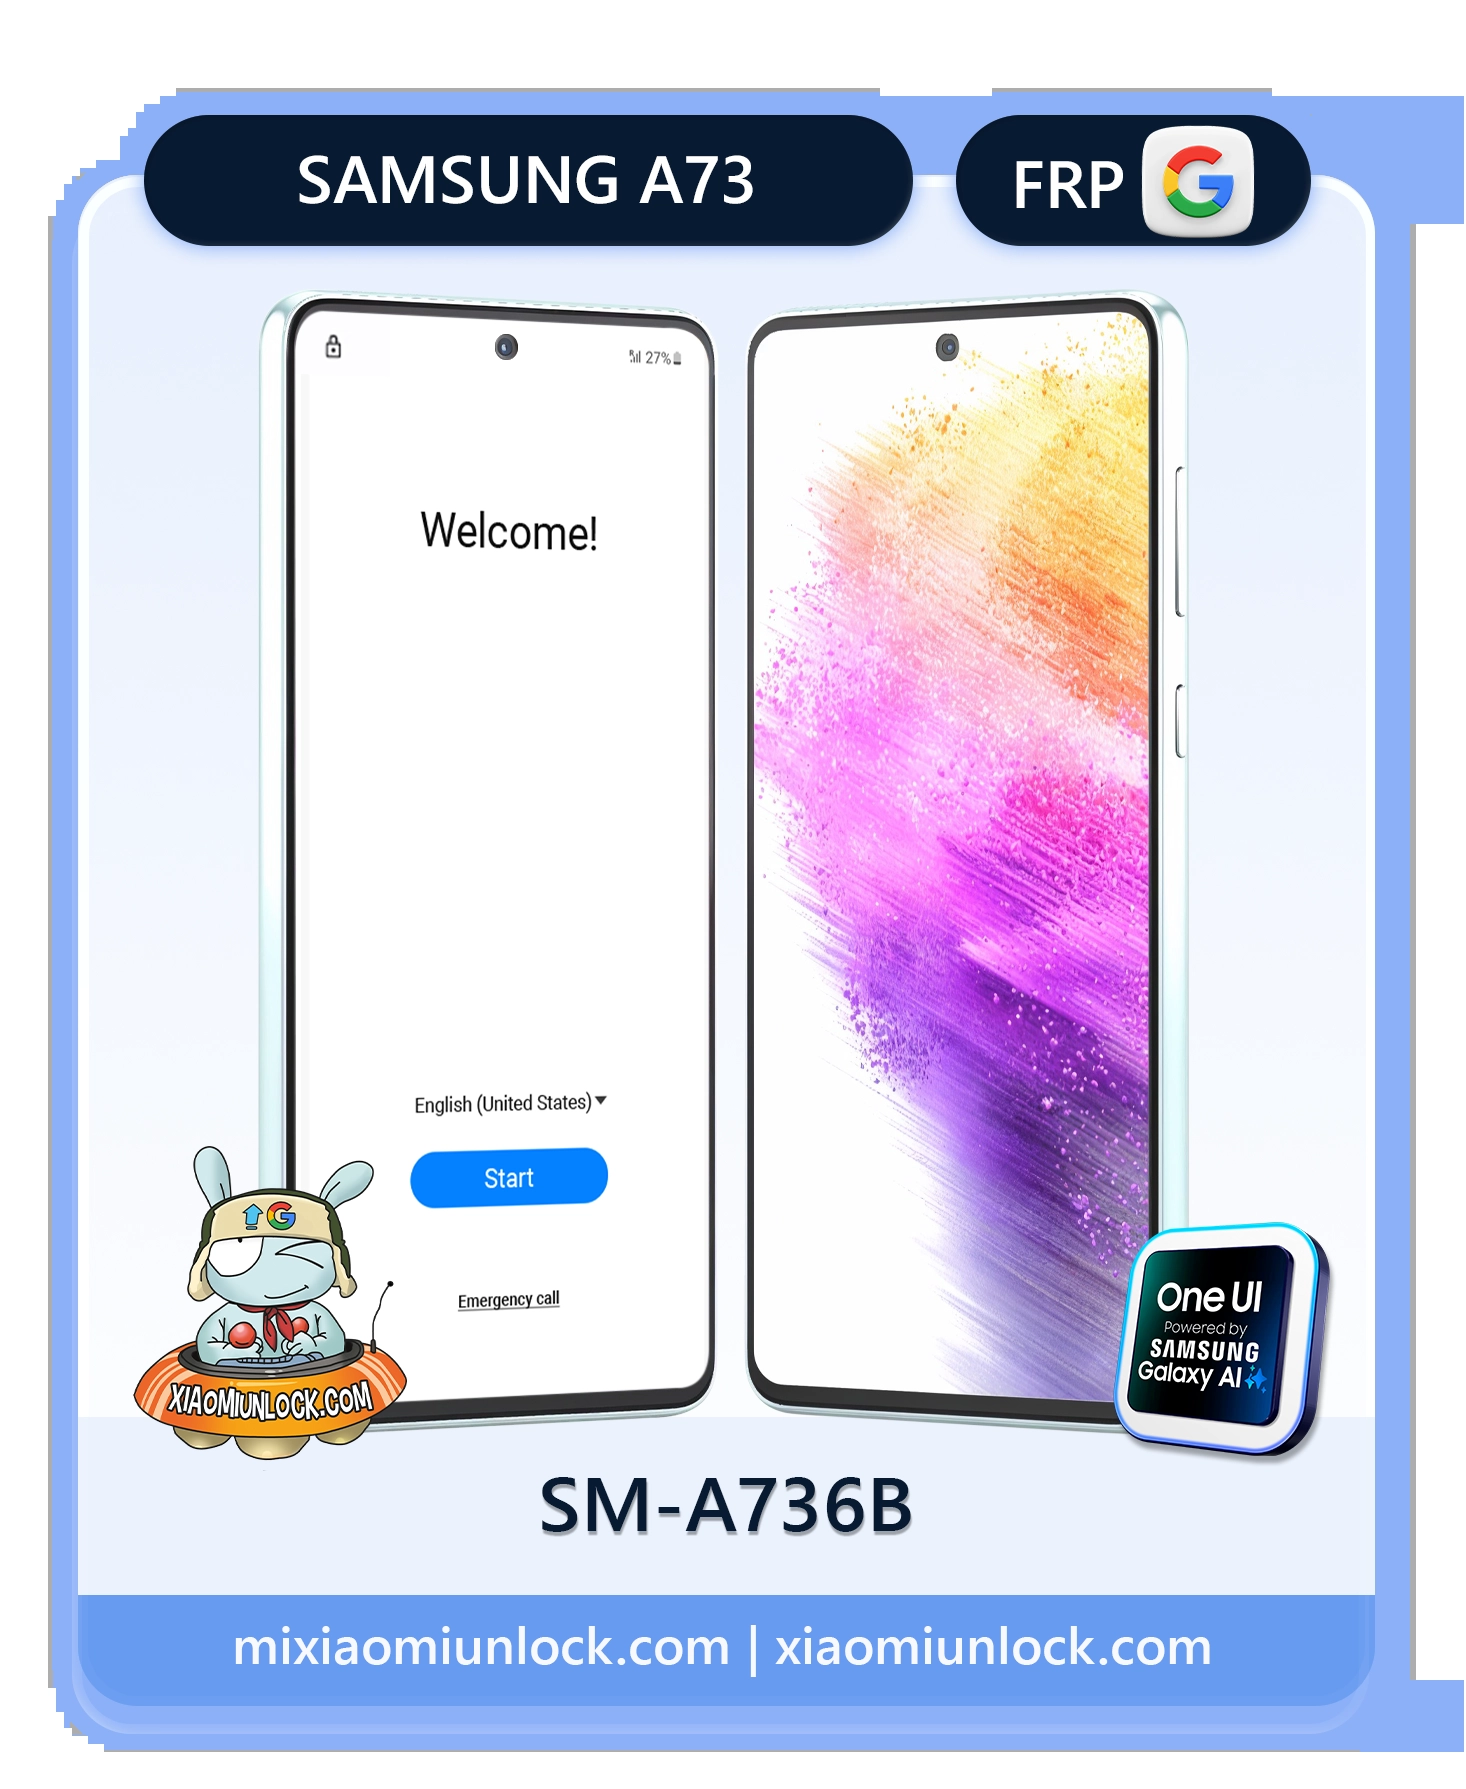 SAMSUNG A73
FRP G
27%
Welcome!
English (United States)
Start
Emergency call
G
XIAOMIUNLOCK.COM
One UI
Powered by
SAMSUNG
Galaxy AI
SM-A736B
mixiaomiunlock.com | xiaomiunlock.com